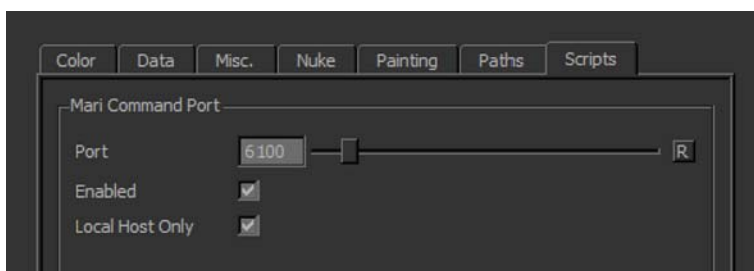 Color Data Misc. Nuke Painting Paths Scripts
Mari Command Port
Port 6100 R
Enabled
Local Host Only